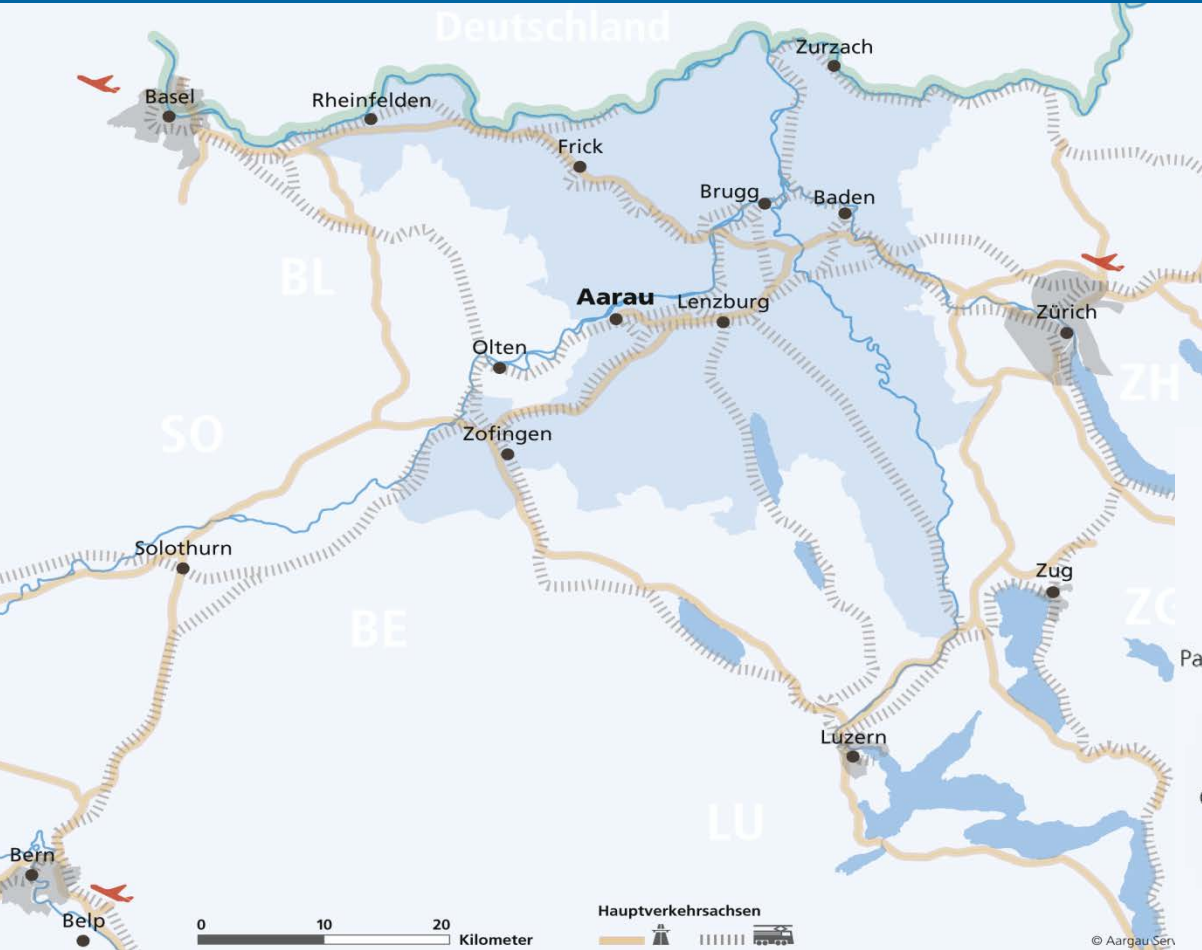 Deutschland
Zurzach
Basel
Rheinfelden
Frick
Brugg
Baden
BL
Aarau
Lenzburg
Zürich
Olten
ZH
SO
Zofingen
Solothurn
Zug
BE
Pa
Luzern
LU
Bern
Belp
0 10 20
Kilometer
Hauptverkehrsachsen
© Aargau Serv